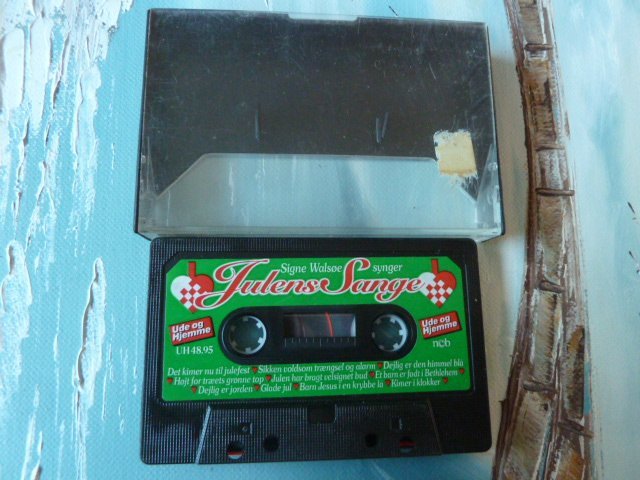 Signe Walsøe synger
Julens Sange
Ude og Hjemme
UH 48.95
Ude og Hjemme
ncb
Det kimer nu til julefest ♥ Sikken voldsom trængsel og alarm ♥ Dejlig er den himmel blå
♥ Højt for træets grønne top ♥ Julen har bragt velsignet bud ♥ Et barn er født i Bethlehem ♥
♥ Dejlig er jorden ♥ Glade jul ♥ Barn Jesus i en krybbe lå ♥ Kimer i klokker ♥